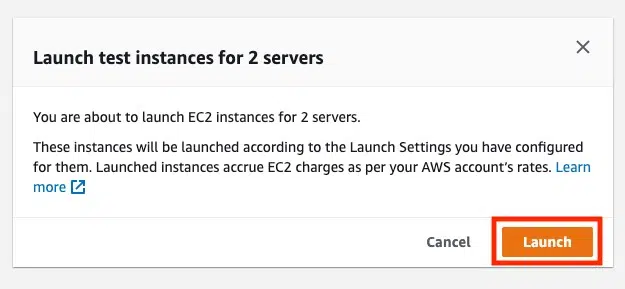 Launch test instances for 2 servers
You are about to launch EC2 instances for 2 servers.
These instances will be launched according to the Launch Settings you have configured
for them. Launched instances accrue EC2 charges as per your AWS account’s rates. Learn
more
Cancel
Launch